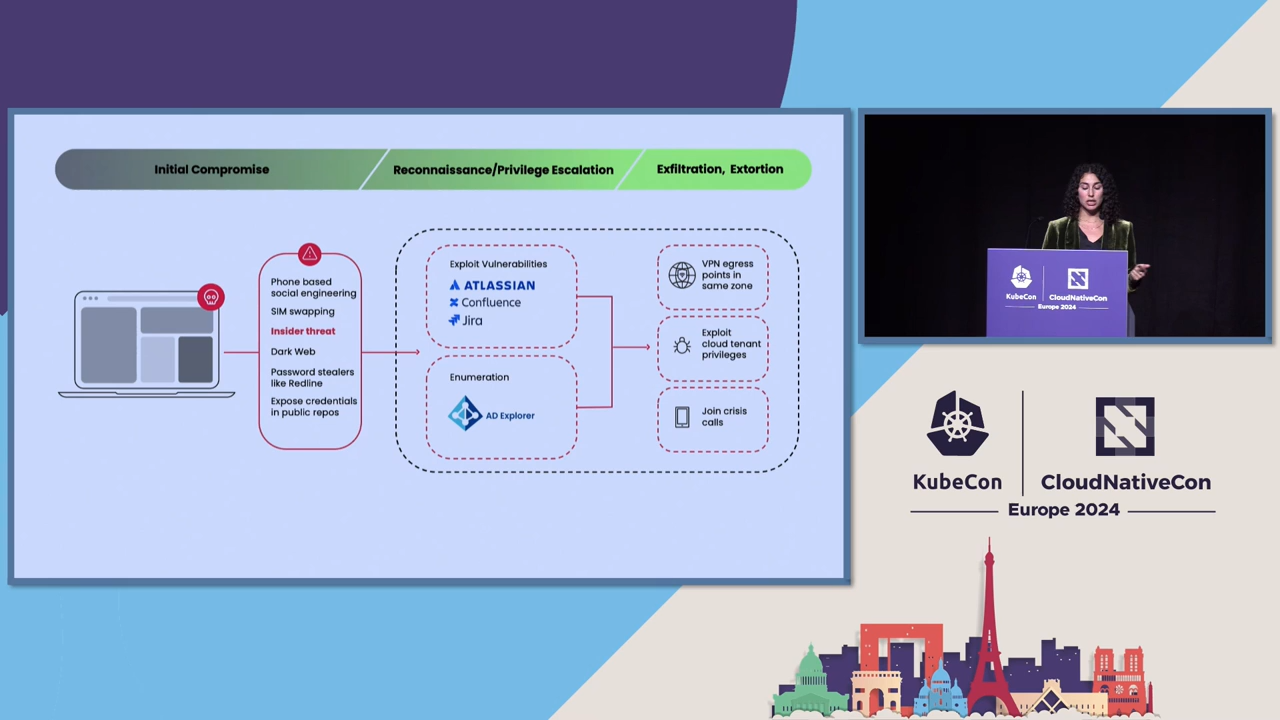 Initial Compromise
Reconnaissance/Privilege Escalation
Exfiltration, Extortion
Phone based
social engineering
SIM swapping
Insider threat
Dark Web
Password stealers
like Redline
Expose credentials
in public repos
Exploit Vulnerabilities
ATLASSIAN
Confluence
Jira
Enumeration
AD Explorer
VPN egress
points in
same zone
Exploit
cloud tenant
privileges
Join crisis
calls
KubeCon
CloudNativeCon
Europe 2024
KubeCon
CloudNativeCon
Europe 2024